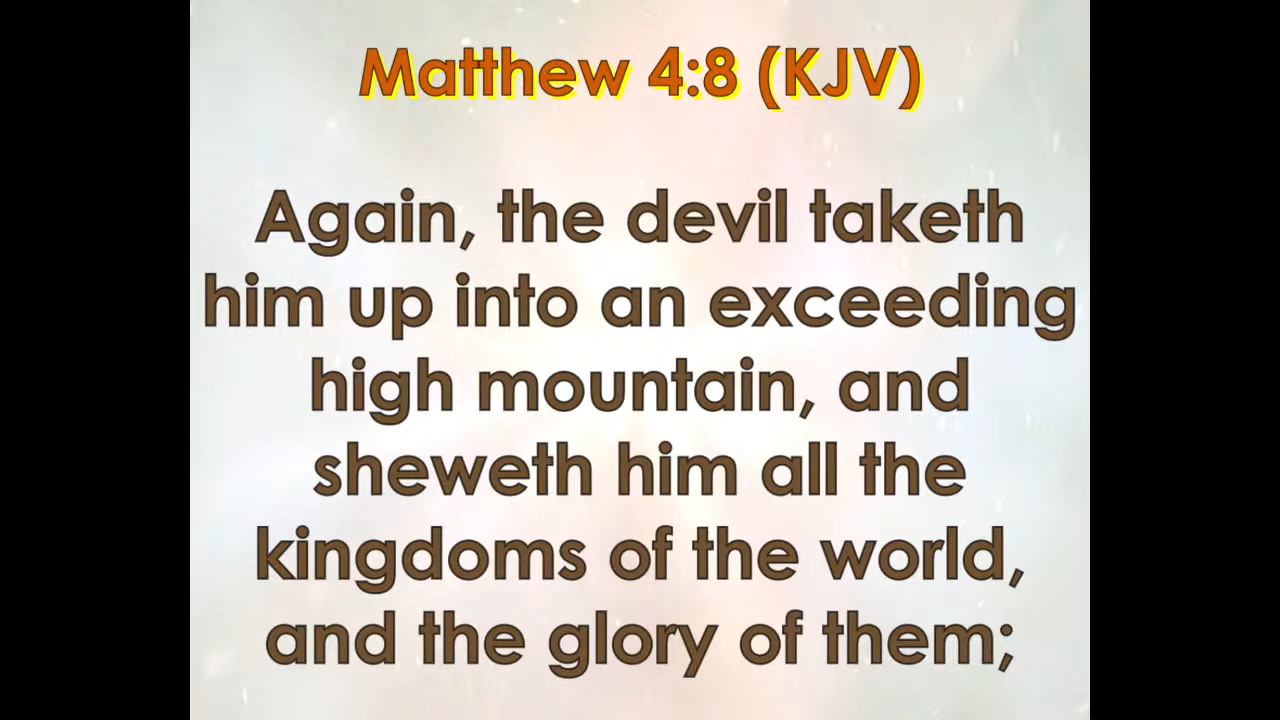 Matthew 4:8 (KJV)
Again, the devil taketh
him up into an exceeding
high mountain, and
sheweth him all the
kingdoms of the world,
and the glory of them;